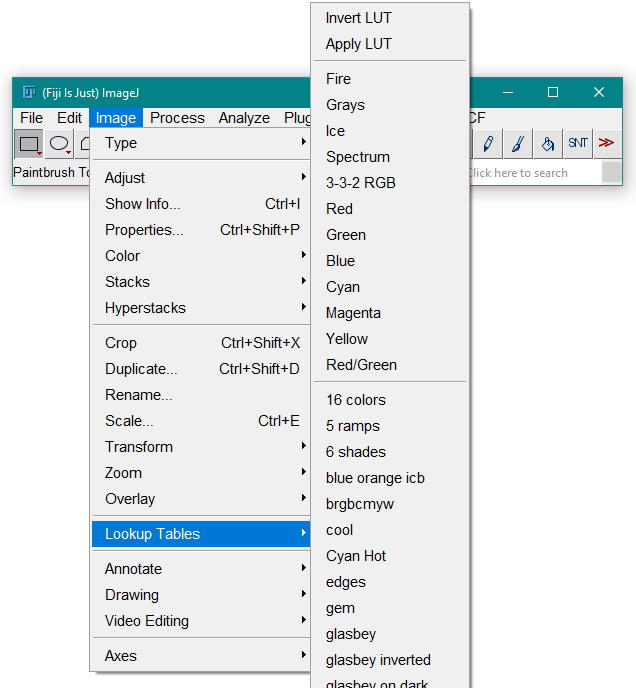 Invert LUT
Apply LUT
Fire
Grays
Ice
Spectrum
3-3-2 RGB
Red
Green
Blue
Cyan
Magenta
Yellow
Red/Green
16 colors
5 ramps
6 shades
blue orange icb
brgbcmyw
cool
Cyan Hot
edges
gem
glasbey
glasbey inverted
glasbey on dark
(Fiji Is Just) ImageJ
File Edit Image Process Analyze Plug CF
SNT >>
Paintbrush To Click here to search
Type
Adjust
Show Info... Ctrl+I
Properties... Ctrl+Shift+P
Color
Stacks
Hyperstacks
Crop Ctrl+Shift+X
Duplicate... Ctrl+Shift+D
Rename...
Scale... Ctrl+E
Transform
Zoom
Overlay
Lookup Tables
Annotate
Drawing
Video Editing
Axes